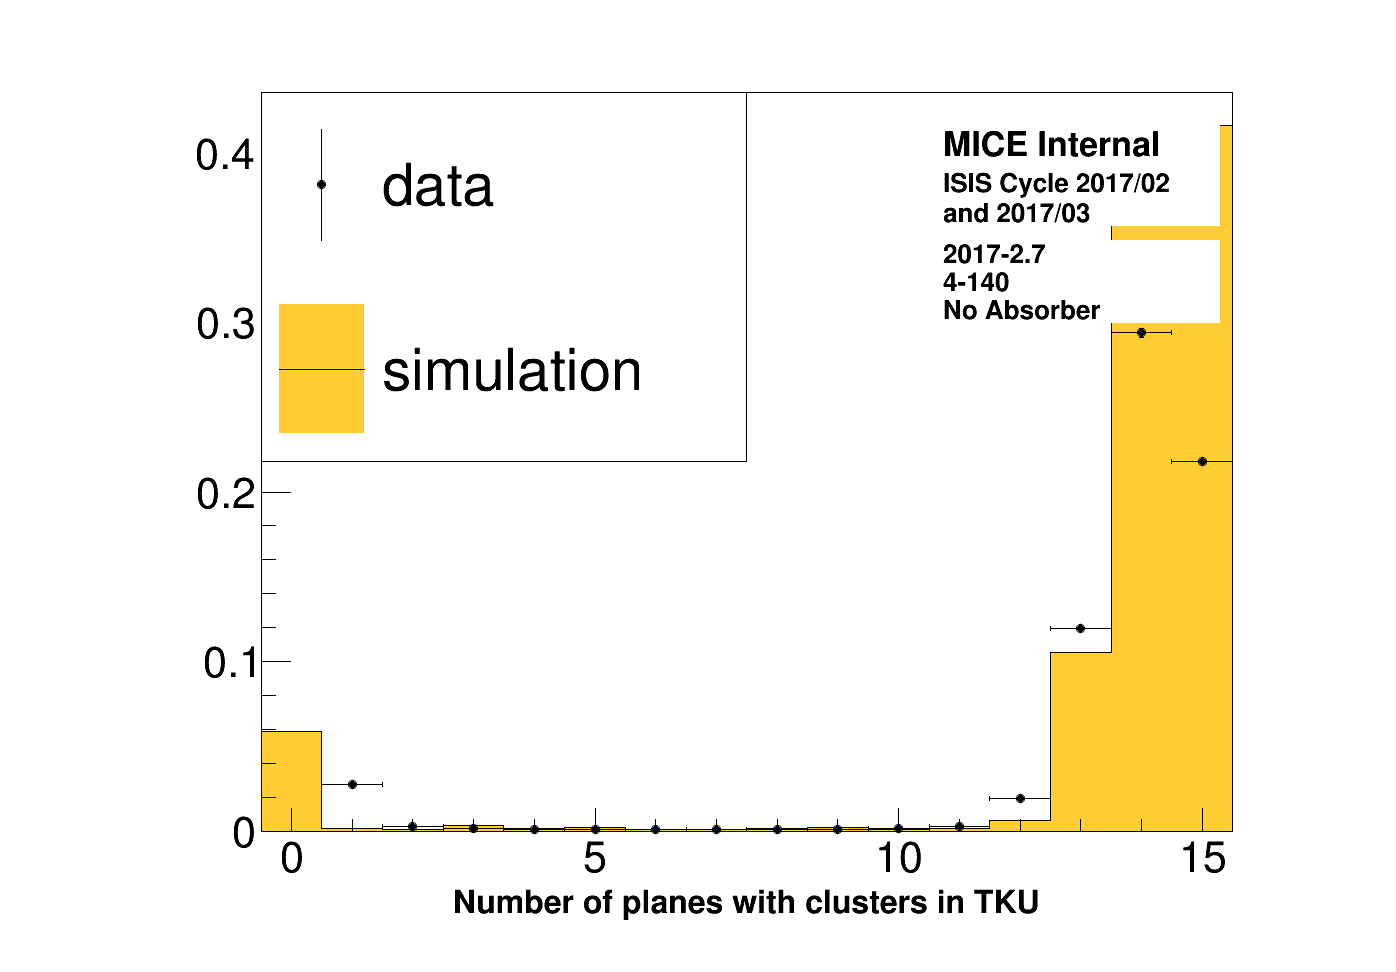 0.4
0.3
0.2
0.1
0
data
simulation
MICE Internal
ISIS Cycle 2017/02
and 2017/03
2017-2.7
4-140
No Absorber
0 5 10 15
Number of planes with clusters in TKU